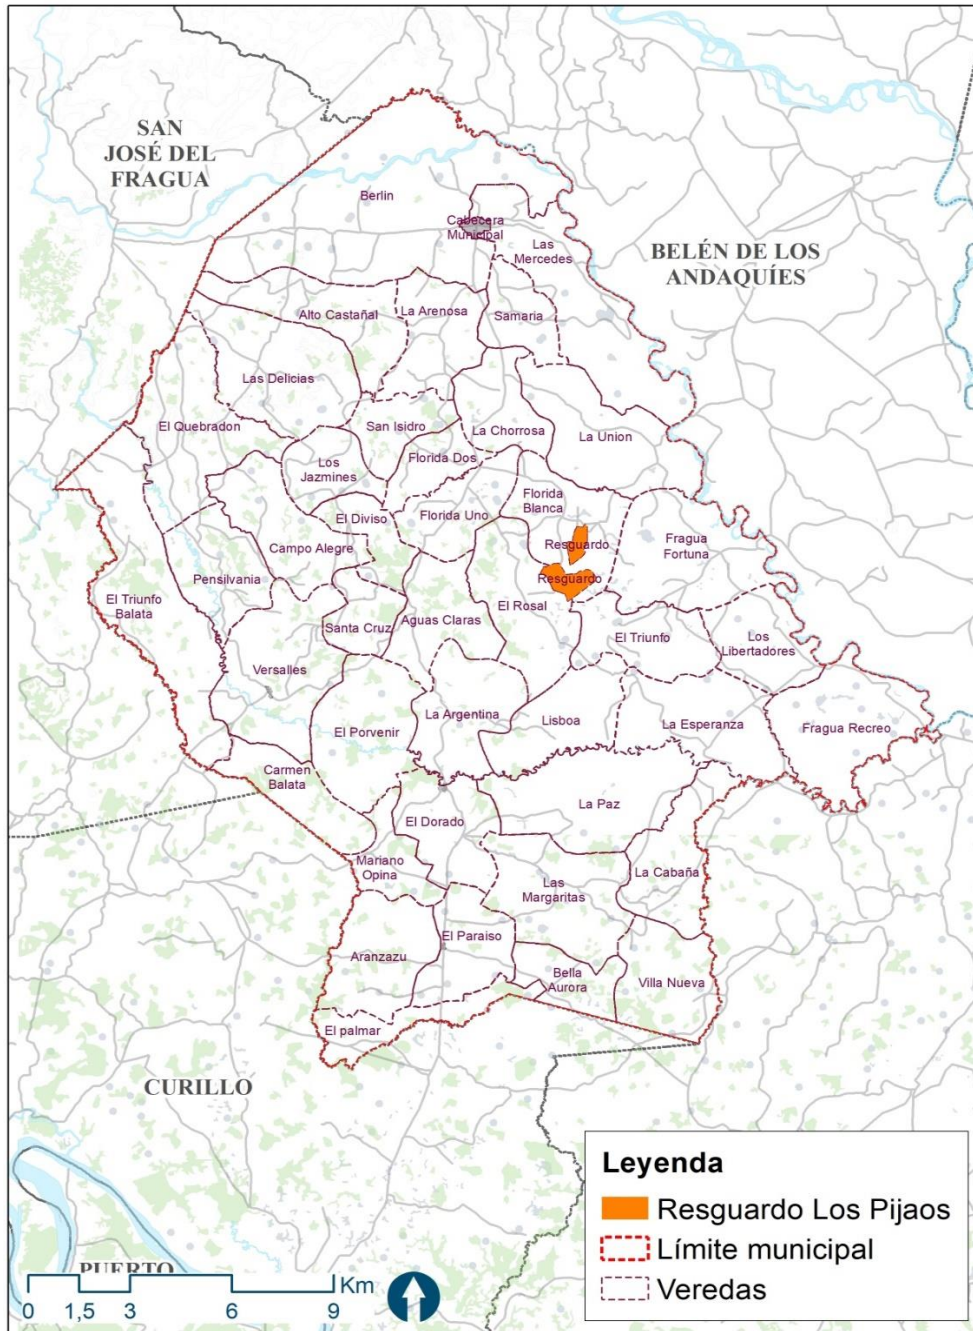 SAN
JOSÉ DEL
FRAGUA
Berlin
Cabecera
Municipal
Las
Mercedes
BELÉN DE LOS
ANDAQUÍES
Alto Castañal
La Arenosa
Samaria
Las Delicias
El Quebradon
San Isidro
La Chorrosa
La Union
Los
Jazmines
Florida Dos
Florida
Blanca
El Diviso
Florida Uno
Fragua
Fortuna
Resguardo
Campo Alegre
Resguardo
Pensilvania
El Triunfo
Balata
El Rosal
Santa Cruz
Aguas Claras
El Triunfo
Los
Libertadores
Versalles
La Argentina
Lisboa
La Esperanza
Fragua Recreo
El Porvenir
Carmen
Balata
La Paz
El Dorado
Mariano
Opina
Las
Margaritas
La Cabaña
El Paraiso
Aranzazu
Bella
Aurora
Villa Nueva
El palmar
CURILLO
PUERTO
Leyenda
Resguardo Los Pijaos
Límite municipal
Veredas
Km
0 1,5 3 6 9